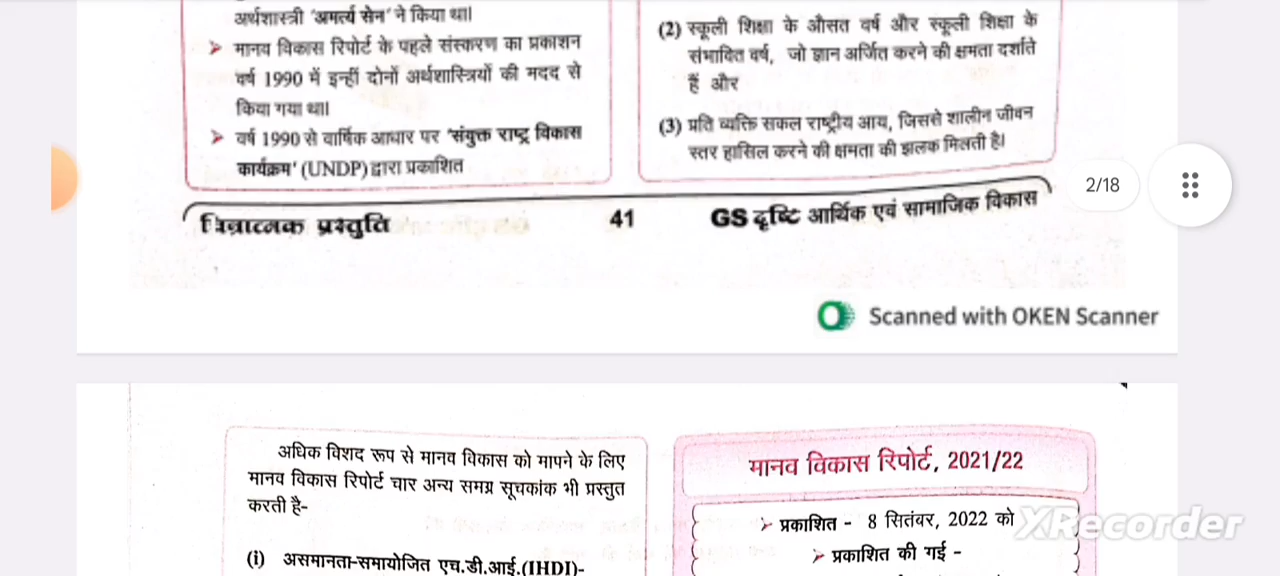 अर्थशास्त्री 'अमर्त्य सेन' ने किया था।
➤ मानव विकास रिपोर्ट के पहले संस्करण का प्रकाशन
वर्ष 1990 में इन्हीं दोनों अर्थशास्त्रियों की मदद से
किया गया था।
➤ वर्ष 1990 से वार्षिक आधार पर 'संयुक्त राष्ट्र विकास
कार्यक्रम' (UNDP) द्वारा प्रकाशित
(2) स्कूली शिक्षा के औसत वर्ष और स्कूली शिक्षा के
संभावित वर्ष, जो ज्ञान अर्जित करने की क्षमता दर्शाते
हैं और
(3) प्रति व्यक्ति सकल राष्ट्रीय आय, जिससे शालीन जीवन
स्तर हासिल करने की क्षमता की झलक मिलती है।
2/18
चित्रात्मक प्रस्तुति
41
GS दृष्टि आर्थिक एवं सामाजिक विकास
Scanned with OKEN Scanner
अधिक विशद रूप से मानव विकास को मापने के लिए
मानव विकास रिपोर्ट चार अन्य समग्र सूचकांक भी प्रस्तुत
करती है-
(i) असमानता-समायोजित एच.डी.आई.(IHDI)-
मानव विकास रिपोर्ट, 2021/22
➤ प्रकाशित - 8 सितंबर, 2022 को
➤ प्रकाशित की गई -
XRecorder